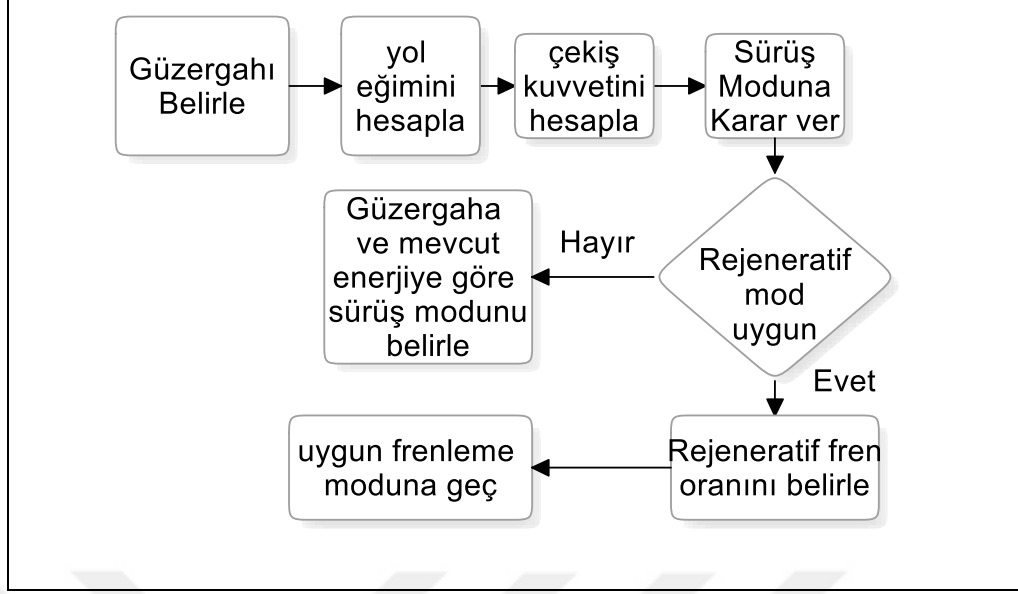 Güzergahı
Belirle
yol
eğimini
hesapla
çekiş
kuvvetini
hesapla
Sürüş
Moduna
Karar ver
Güzergaha
ve mevcut
enerjiye göre
sürüş modunu
belirle
Hayır
Rejeneratif
mod
uygun
Evet
uygun frenleme
moduna geç
Rejeneratif fren
oranını belirle